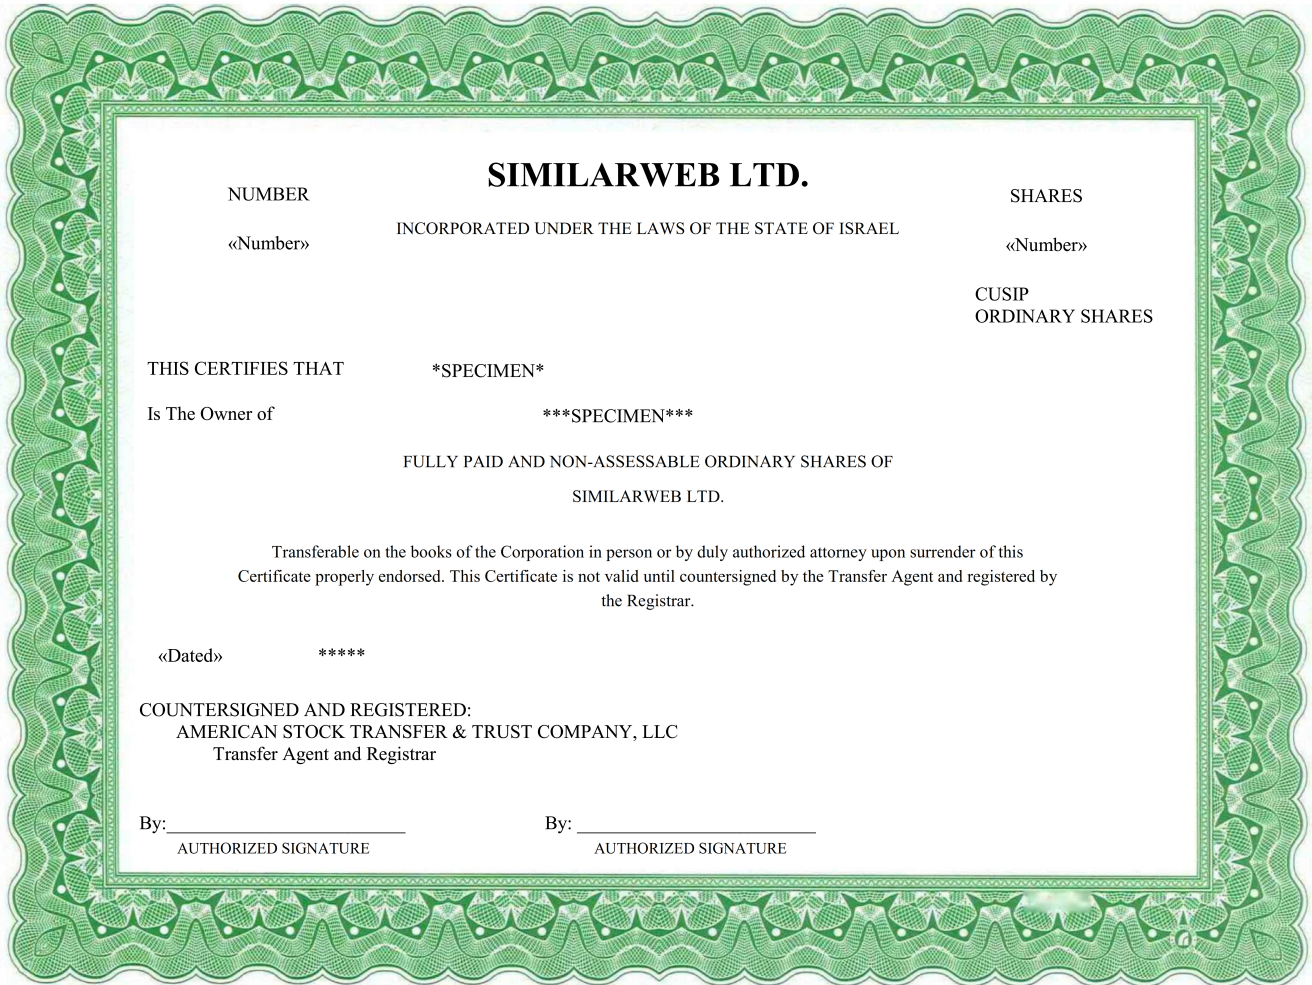 SIMILARWEB LTD.
NUMBER
SHARES
INCORPORATED UNDER THE LAWS OF THE STATE OF ISRAEL
«Number»
«Number»
CUSIP
ORDINARY SHARES
THIS CERTIFIES THAT *SPECIMEN*
Is The Owner of ***SPECIMEN***
FULLY PAID AND NON-ASSESSABLE ORDINARY SHARES OF
SIMILARWEB LTD.
Transferable on the books of the Corporation in person or by duly authorized attorney upon surrender of this
Certificate properly endorsed. This Certificate is not valid until countersigned by the Transfer Agent and registered by
the Registrar.
«Dated» *****
COUNTERSIGNED AND REGISTERED:
AMERICAN STOCK TRANSFER & TRUST COMPANY, LLC
Transfer Agent and Registrar
By:_________________________ By: _________________________
AUTHORIZED SIGNATURE AUTHORIZED SIGNATURE